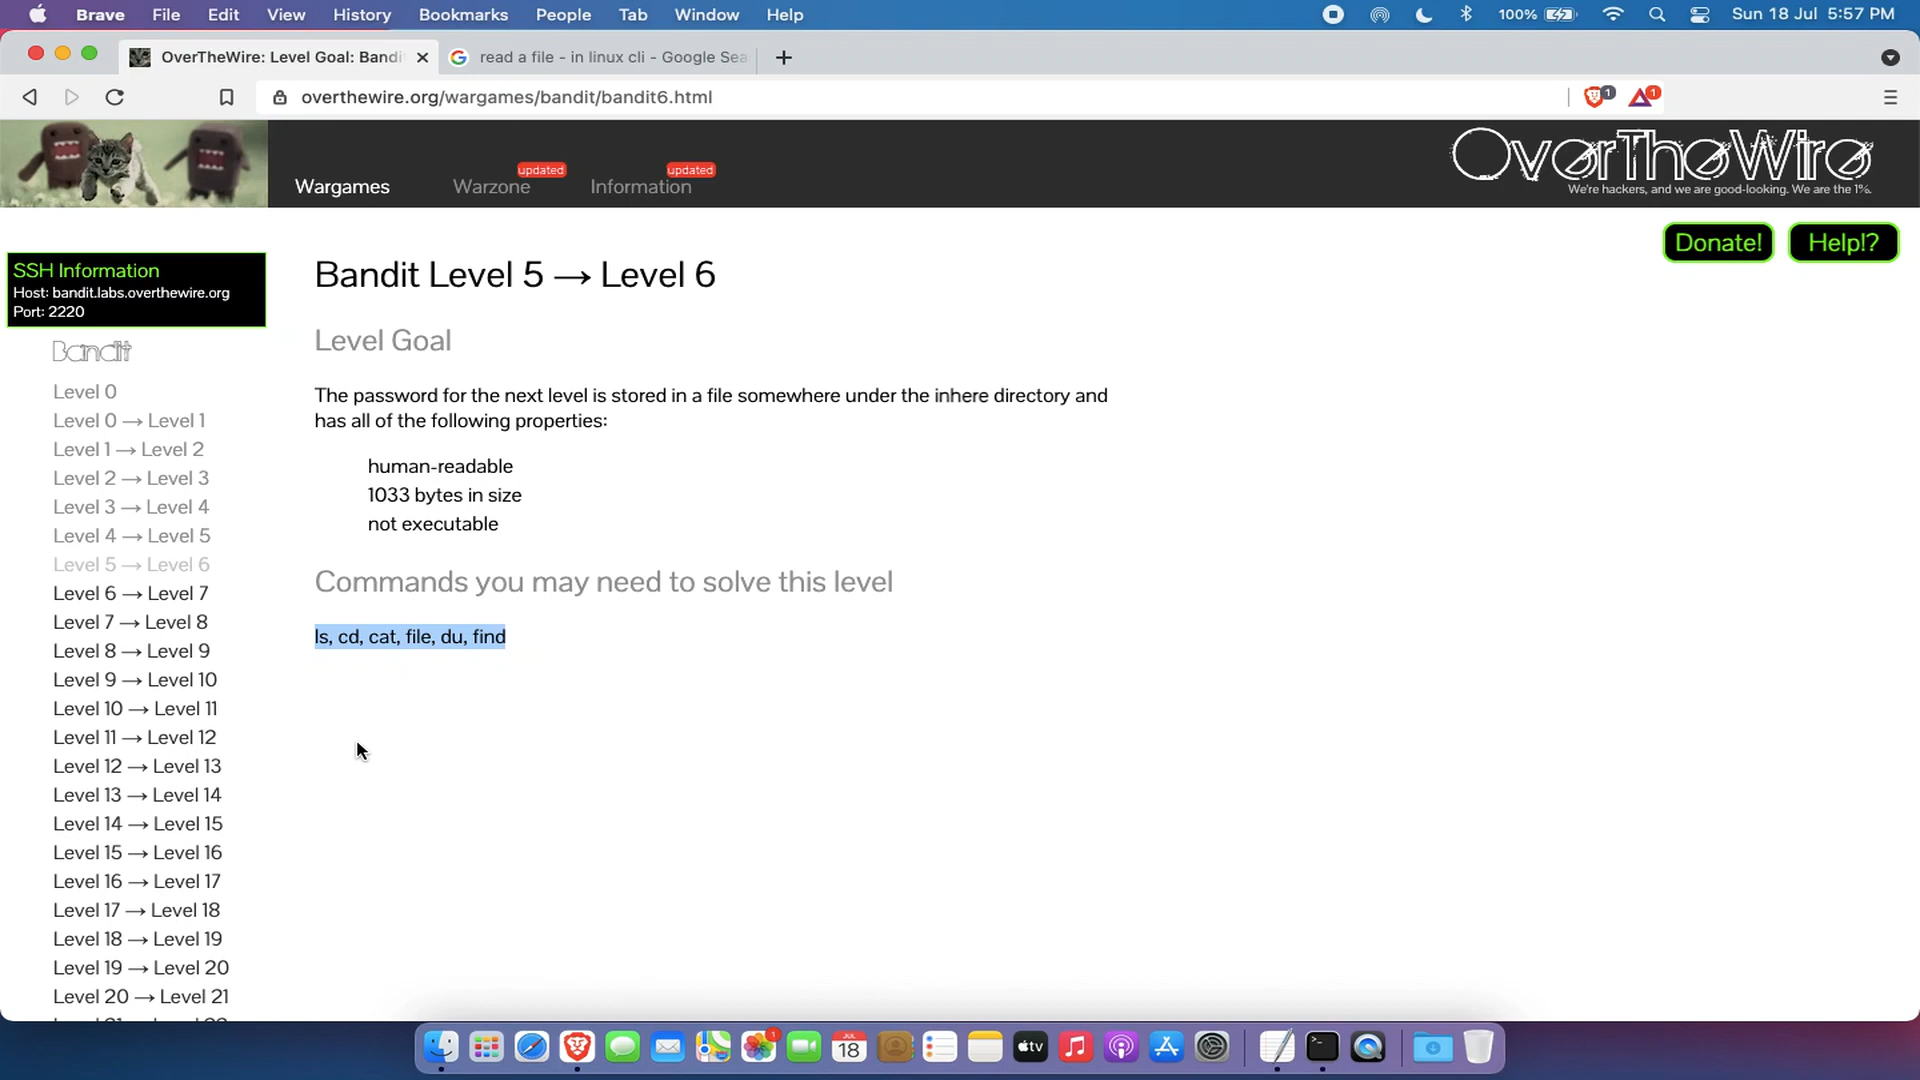 Brave File Edit View History Bookmarks People Tab Window Help 100% Sun 18 Jul 5:57 PM
OverTheWire: Level Goal: Bandi read a file - in linux cli - Google Sea
overthewire.org/wargames/bandit/bandit6.html 1 1
Wargames Warzone updated Information updated
OverTheWire
We're hackers, and we are good-looking. We are the 1%.
Donate! Help!?
SSH Information
Host: bandit.labs.overthewire.org
Port: 2220
Bandit
Level 0
Level 0 → Level 1
Level 1 → Level 2
Level 2 → Level 3
Level 3 → Level 4
Level 4 → Level 5
Level 5 → Level 6
Level 6 → Level 7
Level 7 → Level 8
Level 8 → Level 9
Level 9 → Level 10
Level 10 → Level 11
Level 11 → Level 12
Level 12 → Level 13
Level 13 → Level 14
Level 14 → Level 15
Level 15 → Level 16
Level 16 → Level 17
Level 17 → Level 18
Level 18 → Level 19
Level 19 → Level 20
Level 20 → Level 21
Bandit Level 5 → Level 6
Level Goal
The password for the next level is stored in a file somewhere under the inhere directory and
has all of the following properties:
human-readable
1033 bytes in size
not executable
Commands you may need to solve this level
ls, cd, cat, file, du, find
1
JUL
18
tv